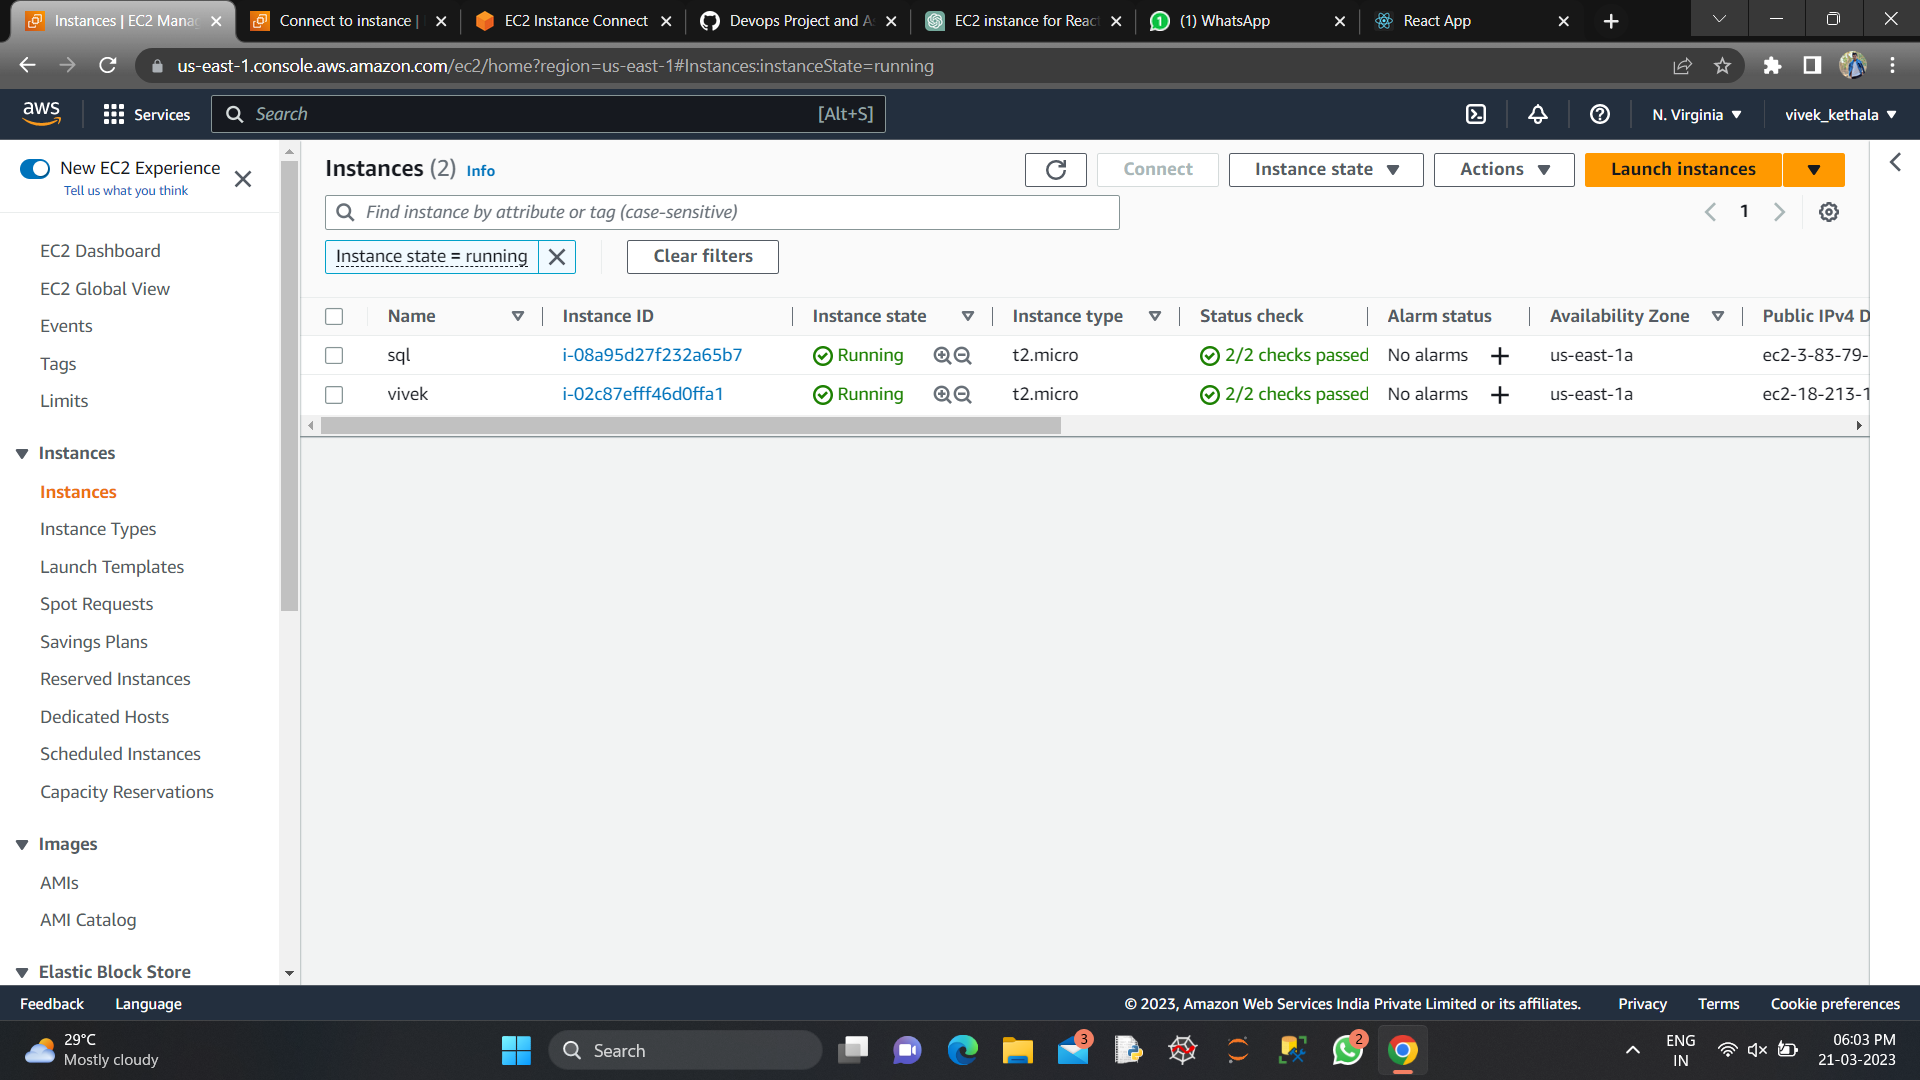 Instances | EC2 Mana
Connect to instance |
EC2 Instance Connect
Devops Project and A
EC2 instance for Reac
(1) WhatsApp
React App
us-east-1.console.aws.amazon.com/ec2/home?region=us-east-1#Instances:instanceState=running
aws
Services
Search
[Alt+S]
N. Virginia
vivek_kethala
New EC2 Experience
Tell us what you think
EC2 Dashboard
EC2 Global View
Events
Tags
Limits
Instances
Instances
Instance Types
Launch Templates
Spot Requests
Savings Plans
Reserved Instances
Dedicated Hosts
Scheduled Instances
Capacity Reservations
Images
AMIs
AMI Catalog
Elastic Block Store
Instances (2) Info
Connect
Instance state
Actions
Launch instances
Find instance by attribute or tag (case-sensitive)
1
Instance state = running
Clear filters
Name Instance ID Instance state Instance type Status check Alarm status Availability Zone Public IPv4 D
sql i-08a95d27f232a65b7 Running t2.micro 2/2 checks passed No alarms us-east-1a ec2-3-83-79-
vivek i-02c87efff46d0ffa1 Running t2.micro 2/2 checks passed No alarms us-east-1a ec2-18-213-1
Feedback
Language
© 2023, Amazon Web Services India Private Limited or its affiliates.
Privacy
Terms
Cookie preferences
29°C
Mostly cloudy
Search
3
2
ENG
IN
06:03 PM
21-03-2023